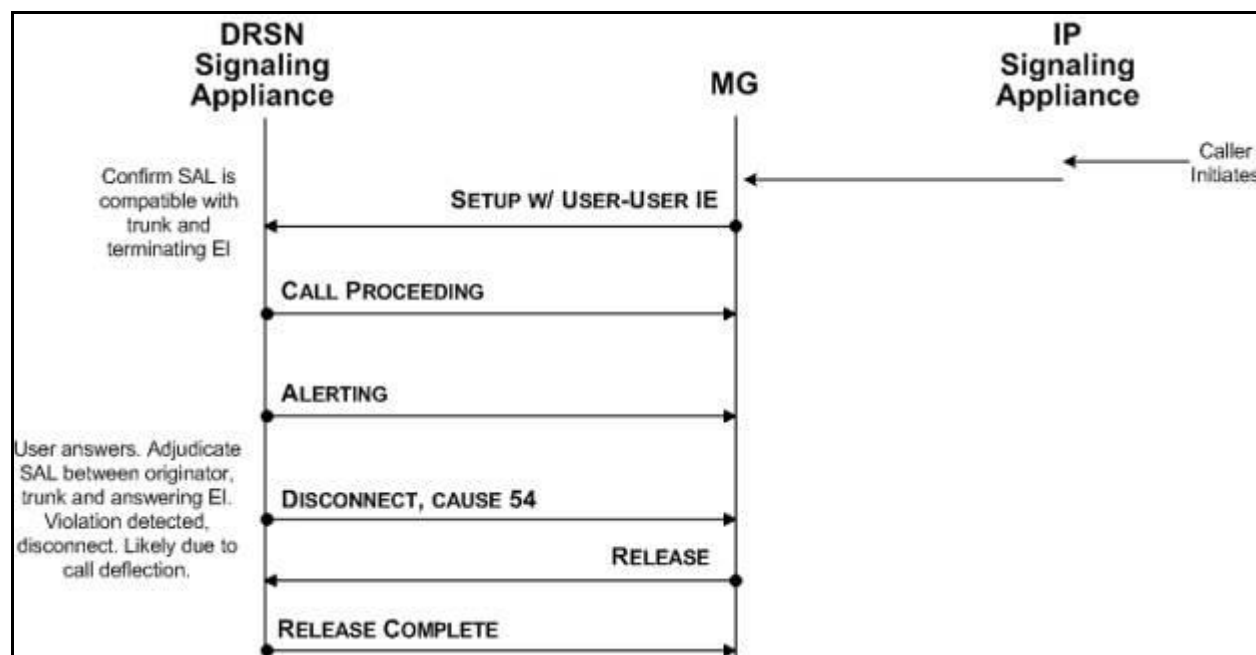 DRSN
Signaling
Appliance
MG
IP
Signaling
Appliance
Caller
Initiates
Confirm SAL is
compatible with
trunk and
terminating EI
SETUP W/ USER-USER IE
CALL PROCEEDING
ALERTING
User answers. Adjudicate
SAL between originator,
trunk and answering EI.
Violation detected,
disconnect. Likely due to
call deflection.
DISCONNECT, CAUSE 54
RELEASE
RELEASE COMPLETE